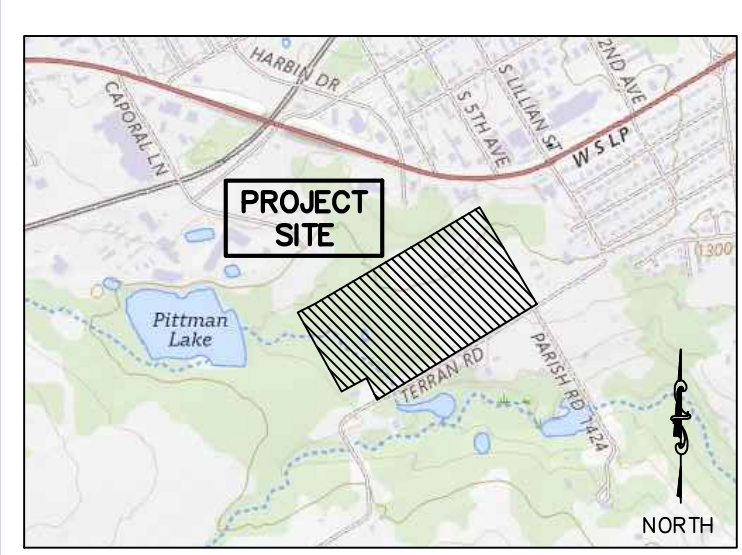 HARBIN DR
CAPORAL LN
S 5TH AVE
S LILLIAN ST
2ND AVE
W S LP
PROJECT
SITE
1300
Pittman
Lake
TERRAN RD
PARISH RD 1424
NORTH